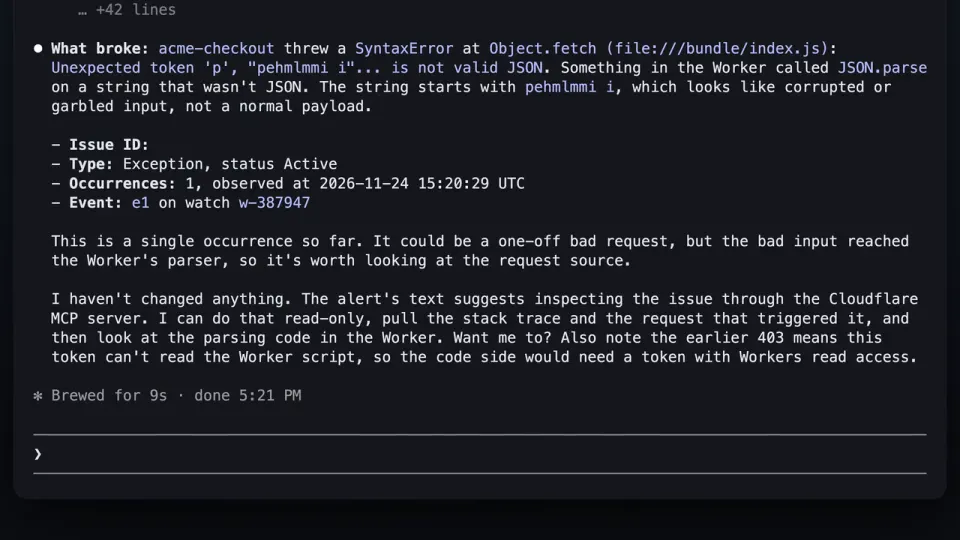 … +42 lines
● What broke: acme-checkout threw a SyntaxError at Object.fetch (file:///bundle/index.js):
Unexpected token 'p', "pehmlmmi i"... is not valid JSON. Something in the Worker called JSON.parse
on a string that wasn't JSON. The string starts with pehmlmmi i, which looks like corrupted or
garbled input, not a normal payload.
– Issue ID:
– Type: Exception, status Active
– Occurrences: 1, observed at 2026-11-24 15:20:29 UTC
– Event: e1 on watch w-387947
This is a single occurrence so far. It could be a one-off bad request, but the bad input reached
the Worker's parser, so it's worth looking at the request source.
I haven't changed anything. The alert's text suggests inspecting the issue through the Cloudflare
MCP server. I can do that read-only, pull the stack trace and the request that triggered it, and
then look at the parsing code in the Worker. Want me to? Also note the earlier 403 means this
token can't read the Worker script, so the code side would need a token with Workers read access.
✻ Brewed for 9s · done 5:21 PM
❯